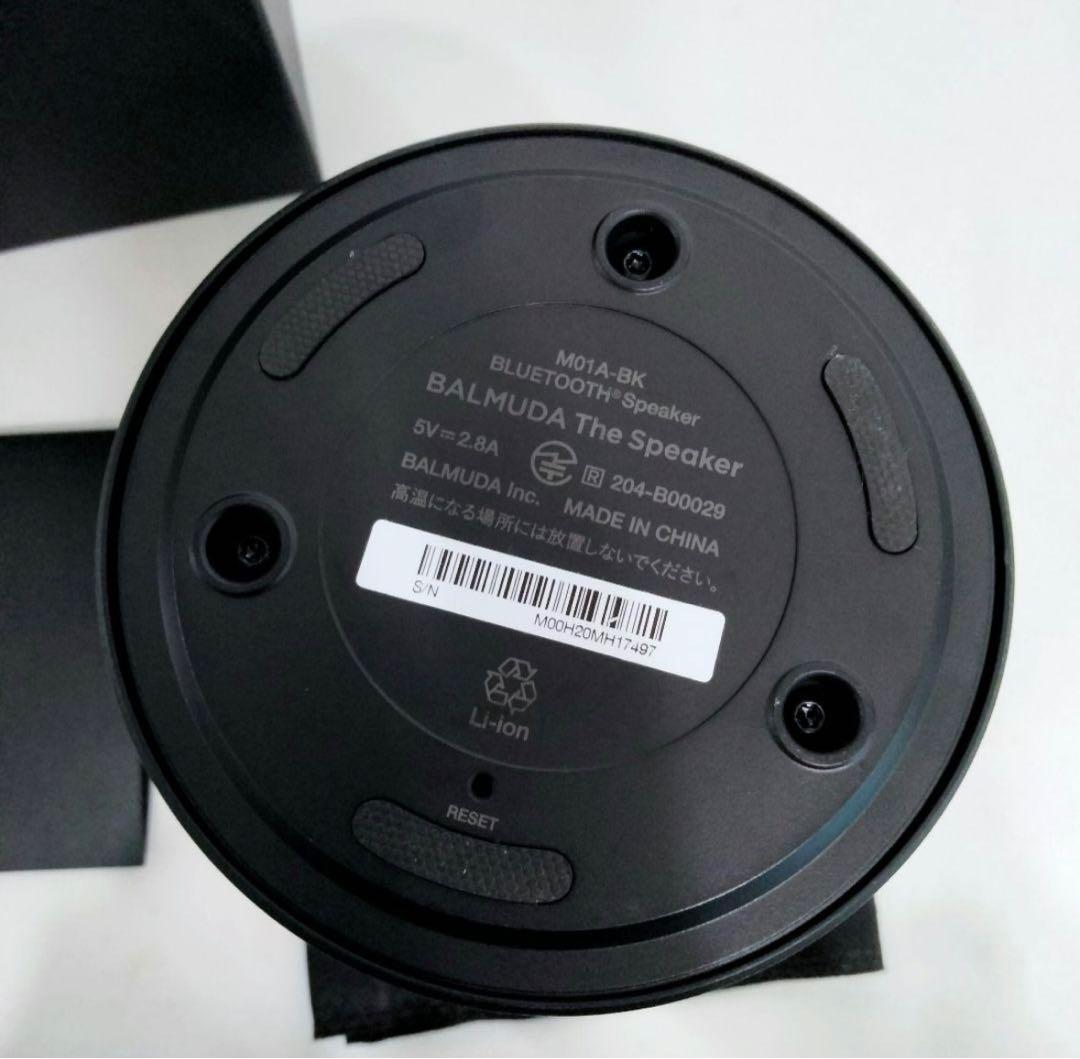 M01A-BK
BLUETOOTH® Speaker
BALMUDA The Speaker
5V⎓2.8A R 204-B00029
BALMUDA Inc. MADE IN CHINA
高温になる場所には放置しないでください。
S/N M00H20MH17497
Li-ion
RESET